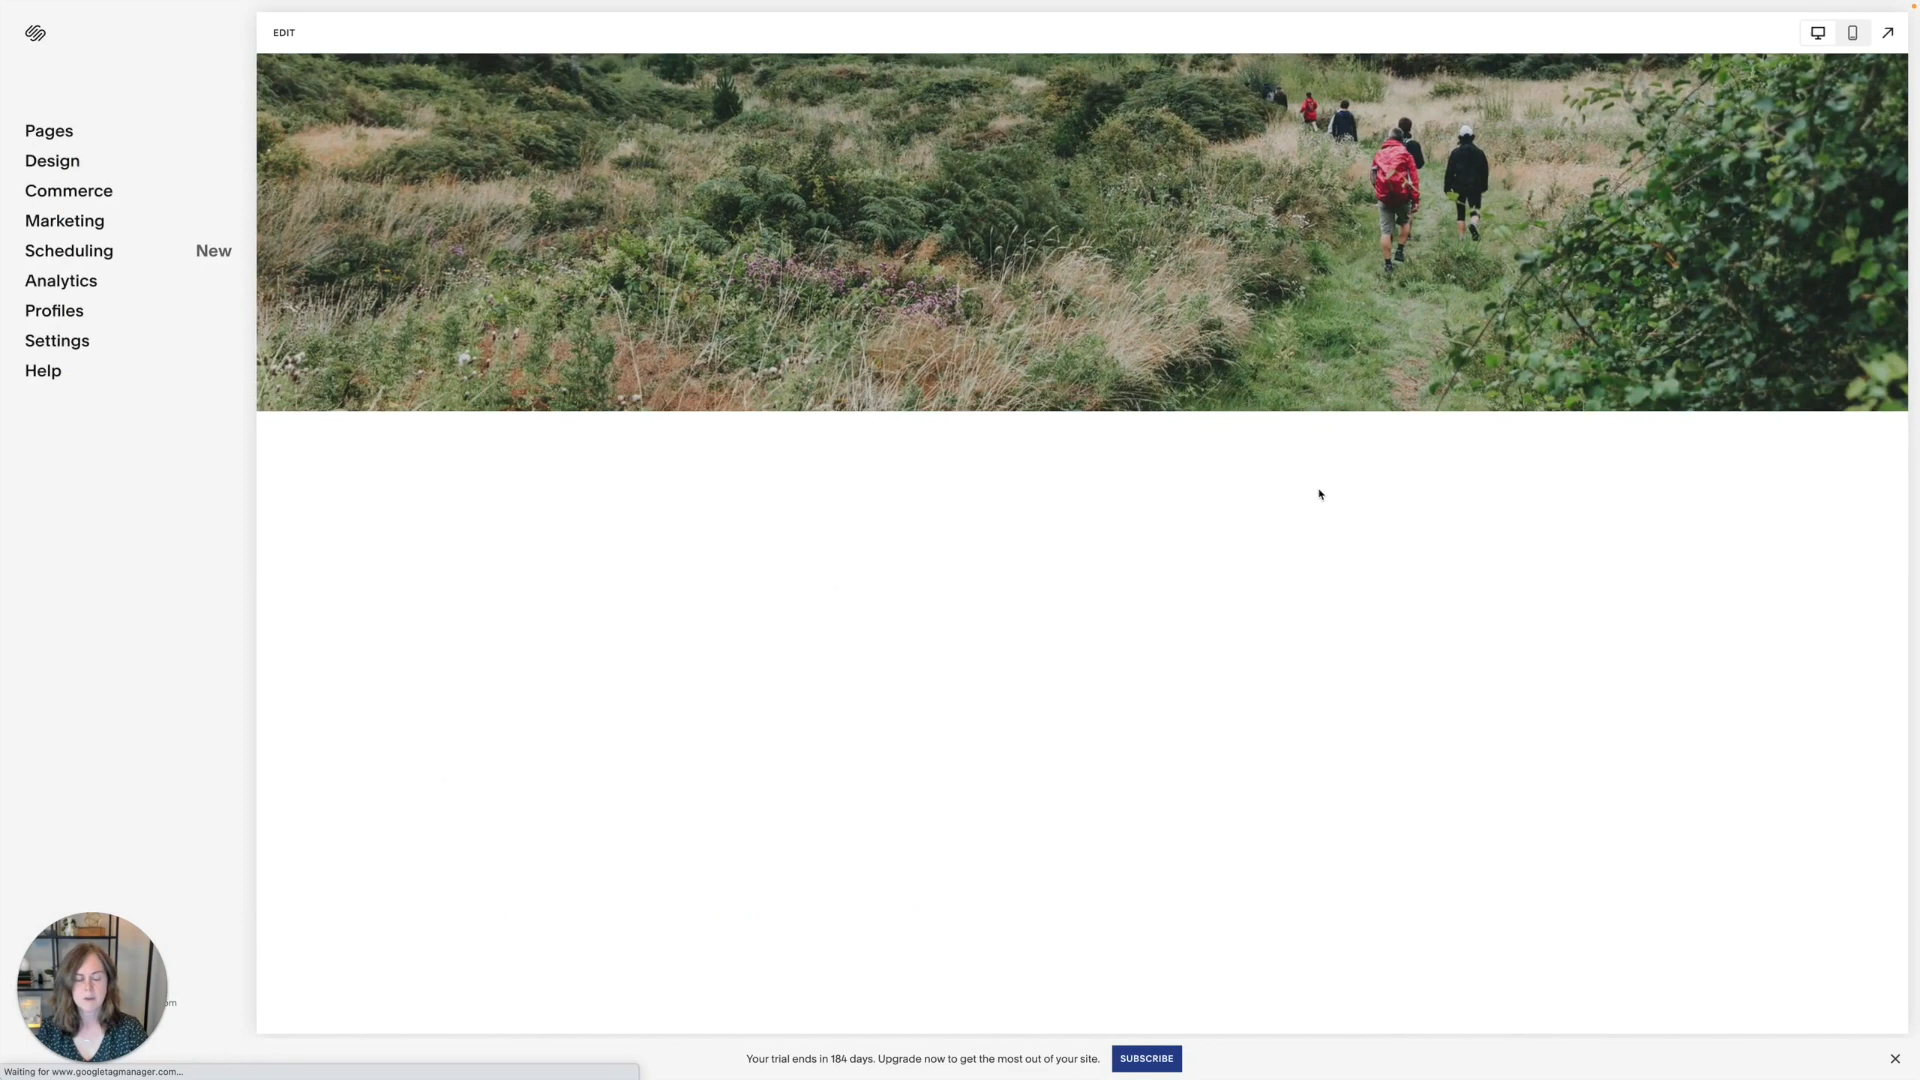 EDIT
Pages
Design
Commerce
Marketing
Scheduling New
Analytics
Profiles
Settings
Help
om
Your trial ends in 184 days. Upgrade now to get the most out of your site. SUBSCRIBE
Waiting for www.googletagmanager.com...